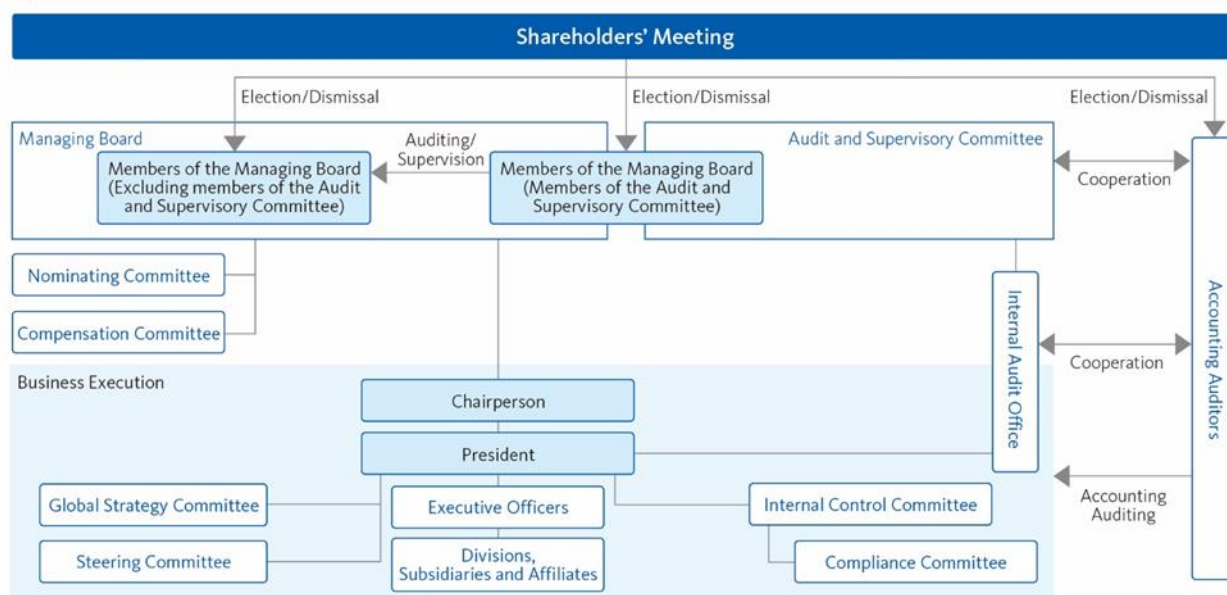 Shareholders' Meeting
Election/Dismissal
Election/Dismissal
Election/Dismissal
Managing Board
Auditing/
Supervision
Audit and Supervisory Committee
Members of the Managing Board
(Excluding members of the Audit
and Supervisory Committee)
Members of the Managing Board
(Members of the Audit and
Supervisory Committee)
Cooperation
Nominating Committee
Compensation Committee
Internal Audit Office
Accounting Auditors
Cooperation
Business Execution
Chairperson
President
Global Strategy Committee
Executive Officers
Internal Control Committee
Accounting
Auditing
Steering Committee
Divisions,
Subsidiaries and Affiliates
Compliance Committee